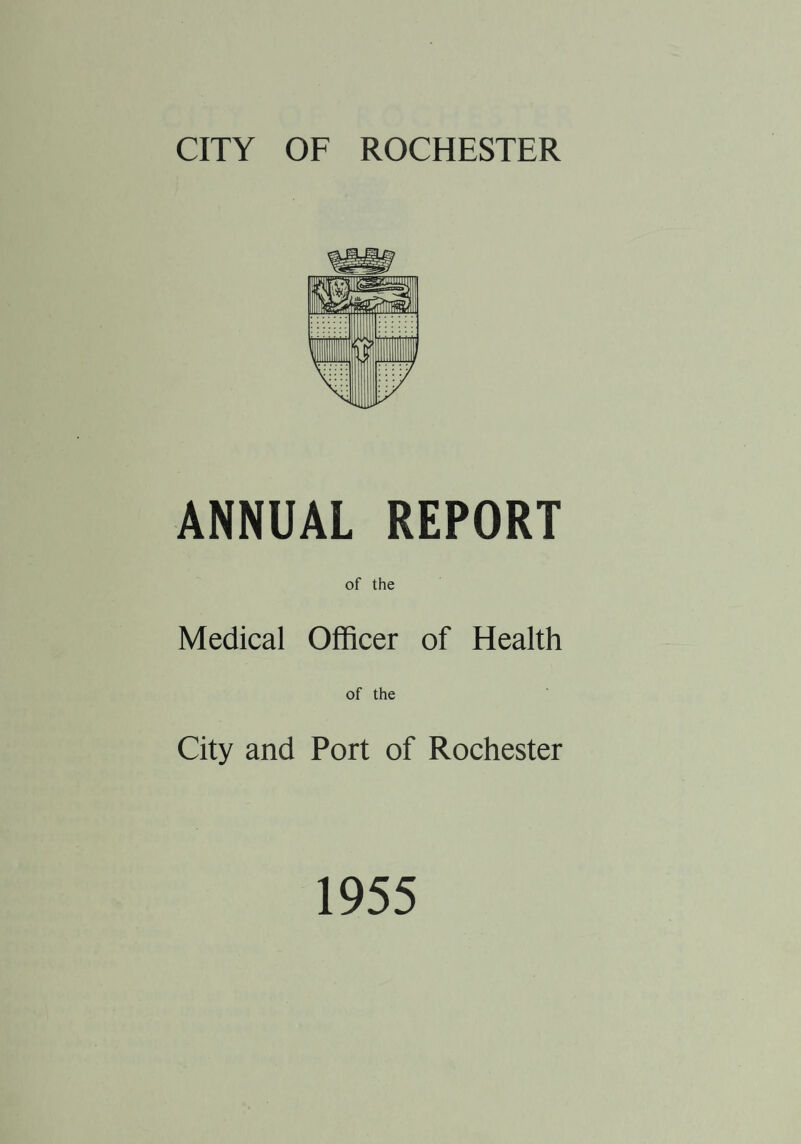 CITY OF ROCHESTER
ANNUAL REPORT
of the
Medical Officer of Health
of the
City and Port of Rochester
1955